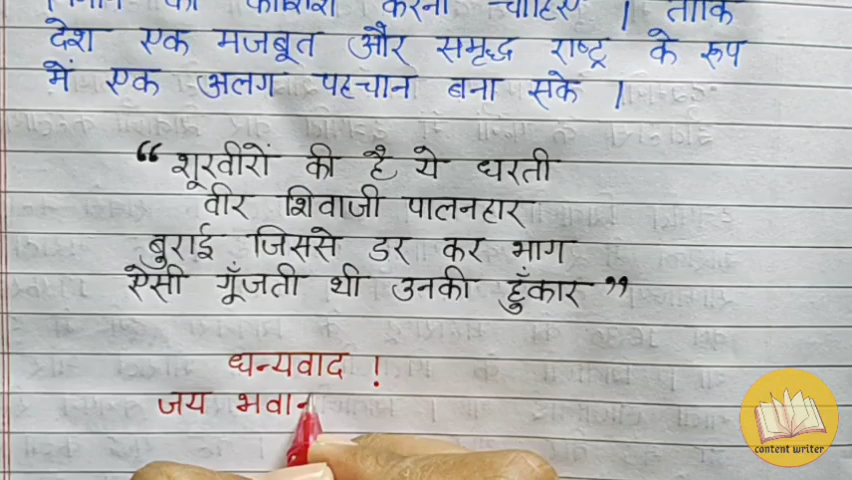 करना चाहिए । ताकि
देश एक मजबूत और समृद्ध राष्ट्र के रूप
में एक अलग पहचान बना सके ।
“ शूरवीरों की है ये धरती
वीर शिवाजी पालनहार
बुराई जिससे डर कर भाग
ऐसी गूँजती थी उनकी हुँकार ”
धन्यवाद !
जय भवान
content writer